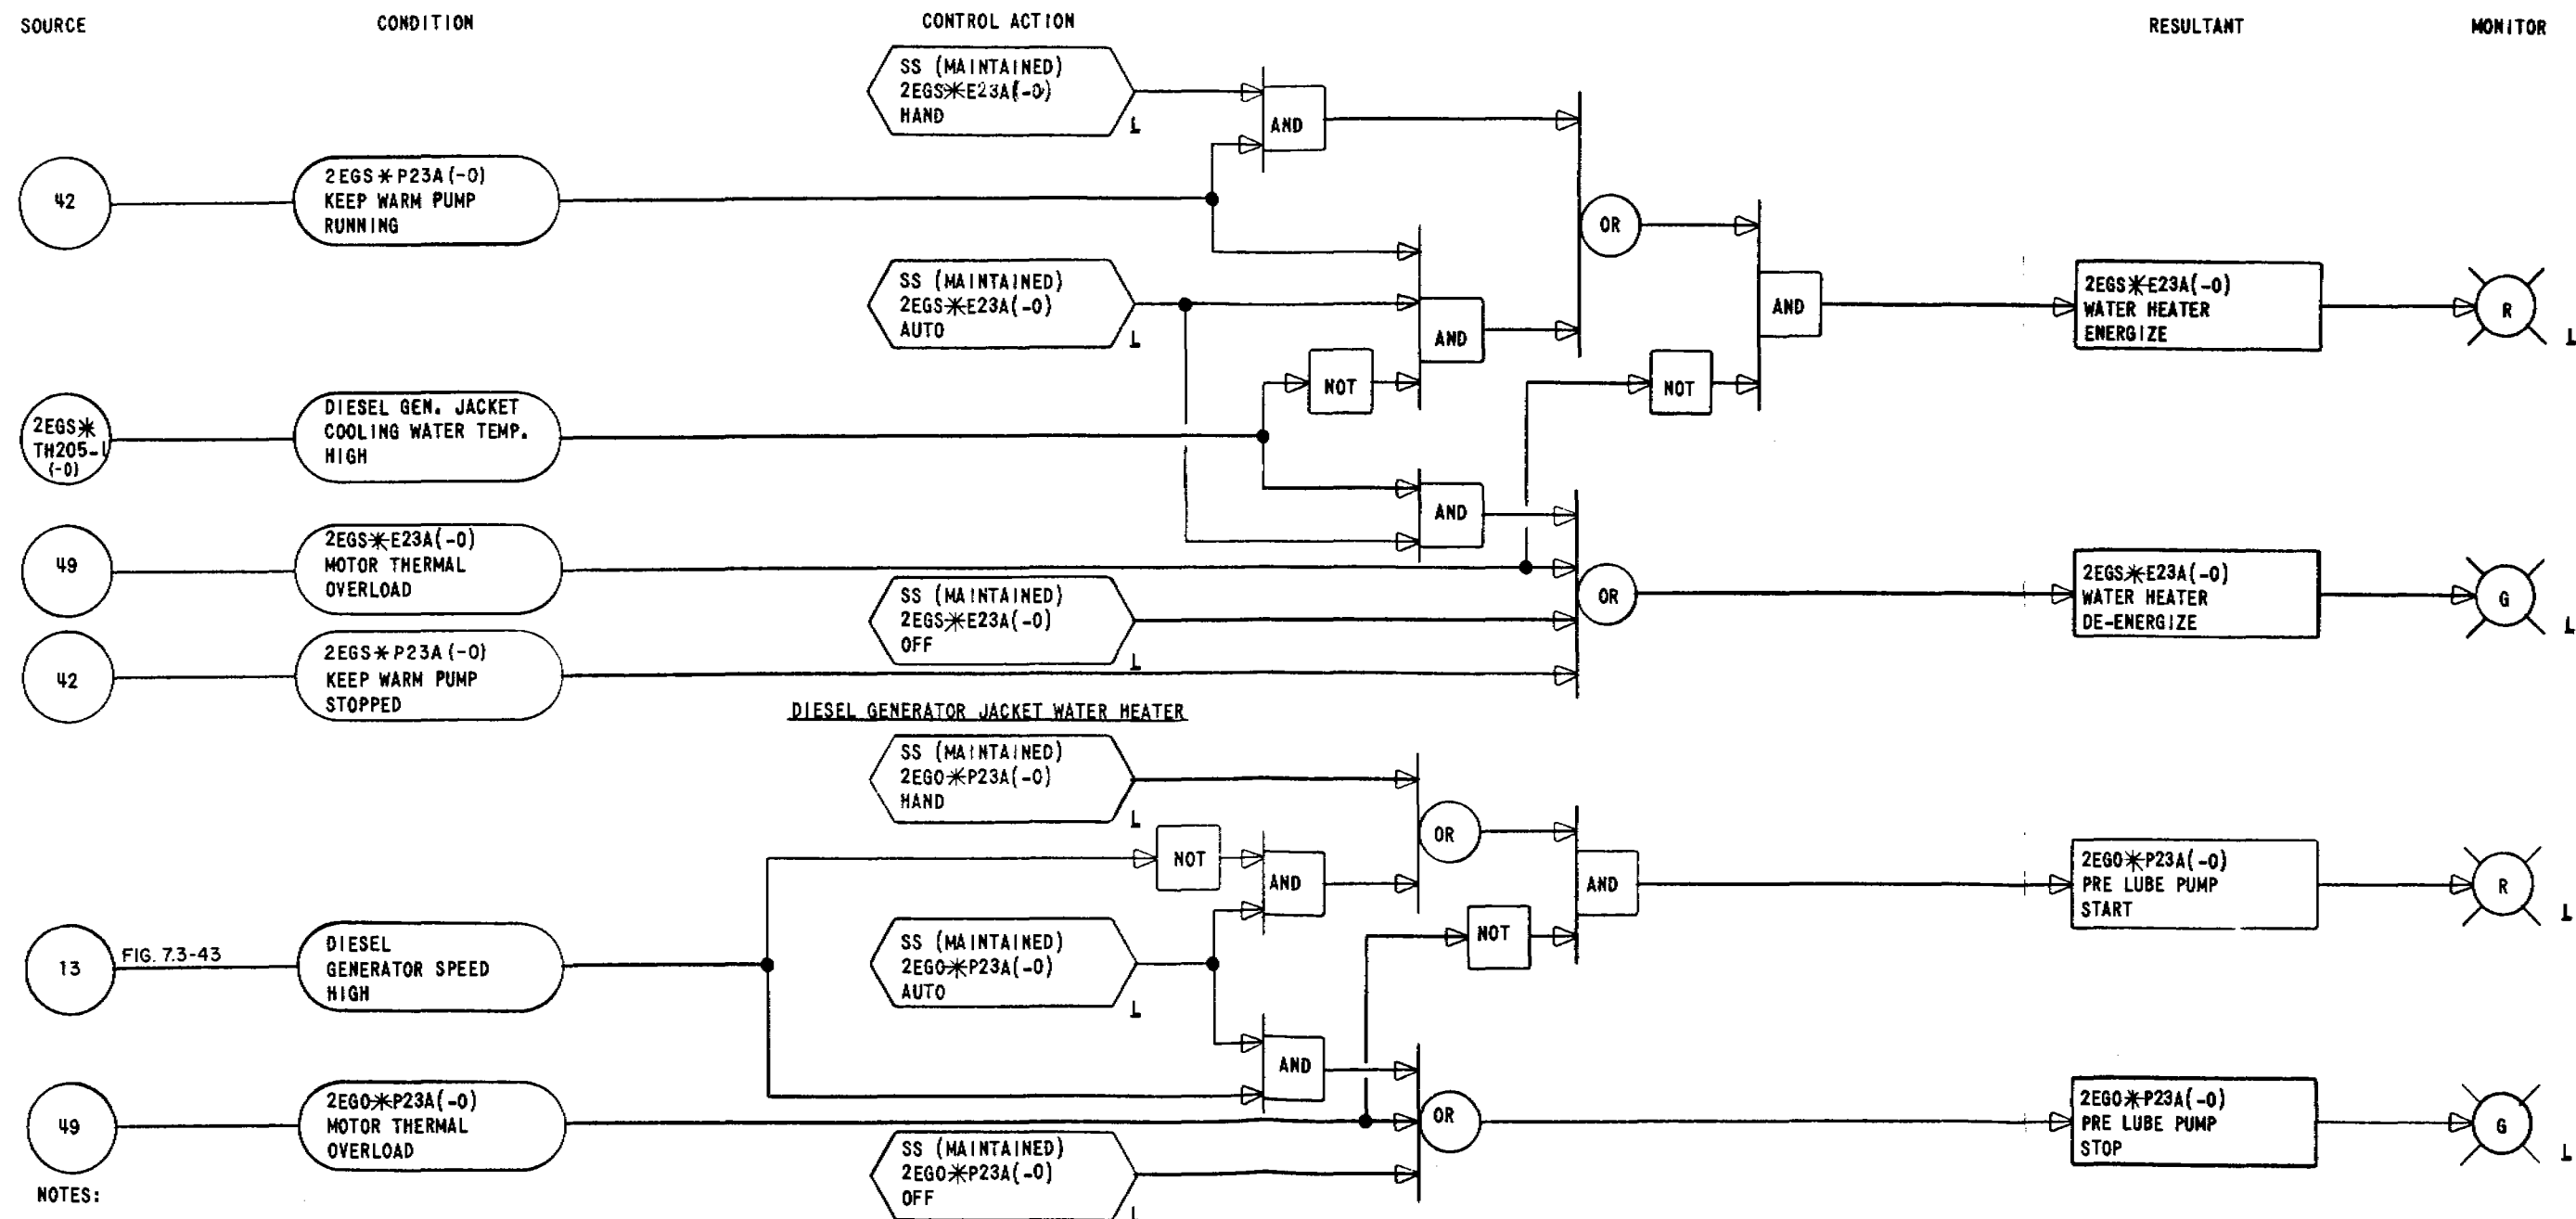 SOURCE
CONDITION
CONTROL ACTION
RESULTANT
MONITOR
SS (MAINTAINED)
2EGS*E23A(-0)
HAND
L
AND
42
2EGS*P23A(-0)
KEEP WARM PUMP
RUNNING
OR
SS (MAINTAINED)
2EGS*E23A(-0)
AUTO
L
AND
AND
2EGS*E23A(-0)
WATER HEATER
ENERGIZE
R
L
NOT
NOT
2EGS*
TH205-L
(-0)
DIESEL GEN. JACKET
COOLING WATER TEMP.
HIGH
AND
49
2EGS*E23A(-0)
MOTOR THERMAL
OVERLOAD
SS (MAINTAINED)
2EGS*E23A(-0)
OFF
L
OR
2EGS*E23A(-0)
WATER HEATER
DE-ENERGIZE
G
L
42
2EGS*P23A(-0)
KEEP WARM PUMP
STOPPED
DIESEL GENERATOR JACKET WATER HEATER
SS (MAINTAINED)
2EGO*P23A(-0)
HAND
L
OR
NOT
AND
AND
2EGO*P23A(-0)
PRE LUBE PUMP
START
R
L
13
FIG. 7.3-43
DIESEL
GENERATOR SPEED
HIGH
SS (MAINTAINED)
2EGO*P23A(-0)
AUTO
L
NOT
AND
49
2EGO*P23A(-0)
MOTOR THERMAL
OVERLOAD
OR
2EGO*P23A(-0)
PRE LUBE PUMP
STOP
G
L
SS (MAINTAINED)
2EGO*P23A(-0)
OFF
L
NOTES: